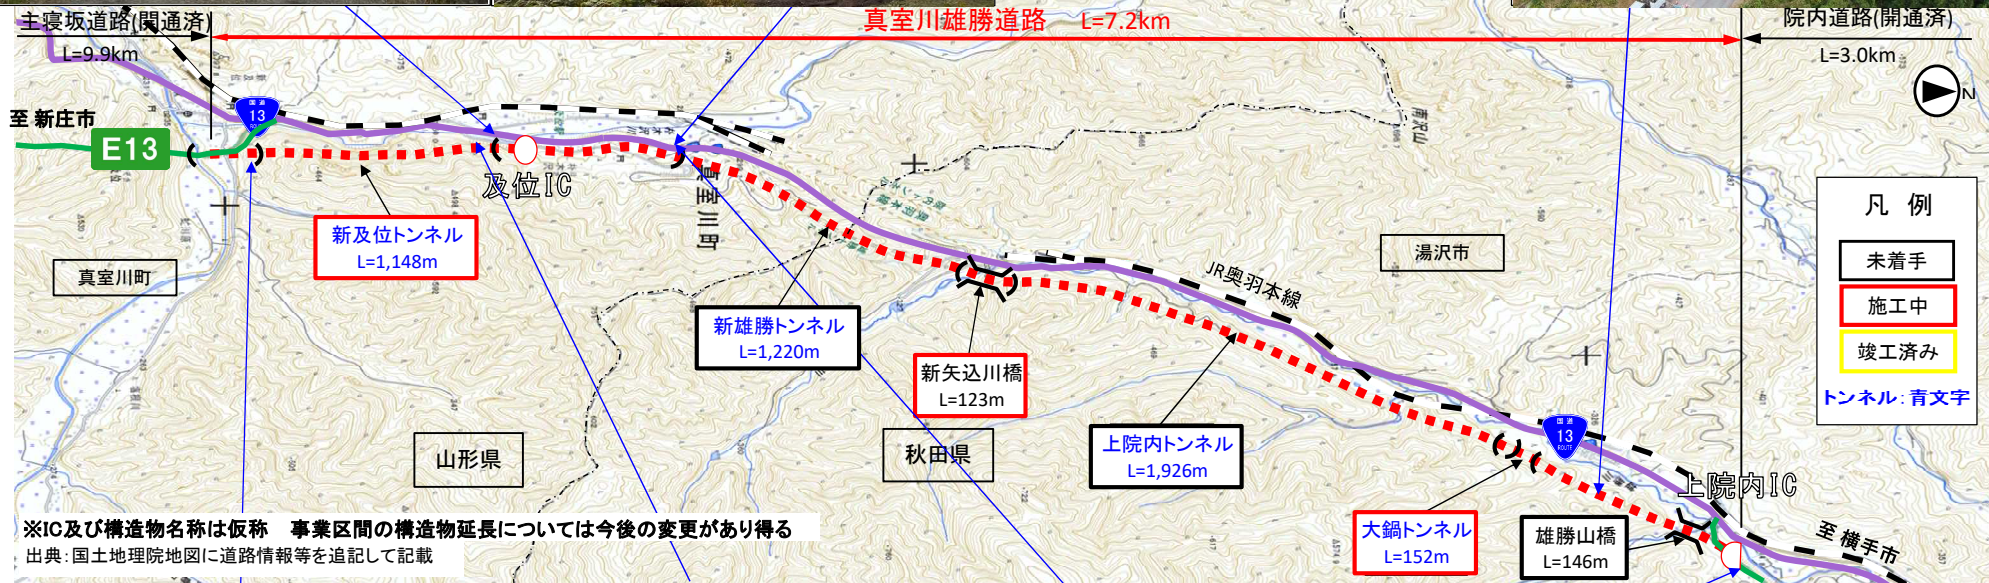 主寝坂道路(開通済)
L=9.9km
真室川雄勝道路 L=7.2km
院内道路(開通済)
L=3.0km
N
至 新庄市
E13
国道
13
ROUTE
及位IC
真室川町
南沢山
新及位トンネル
L=1,148m
真室川町
新雄勝トンネル
L=1,220m
新矢込川橋
L=123m
JR奥羽本線
湯沢市
山形県
秋田県
上院内トンネル
L=1,926m
国道
13
ROUTE
上院内IC
大鍋トンネル
L=152m
雄勝山橋
L=146m
至 横手市
凡 例
未着手
施工中
竣工済み
トンネル:青文字
※IC及び構造物名称は仮称 事業区間の構造物延長については今後の変更があり得る
出典:国土地理院地図に道路情報等を追記して記載